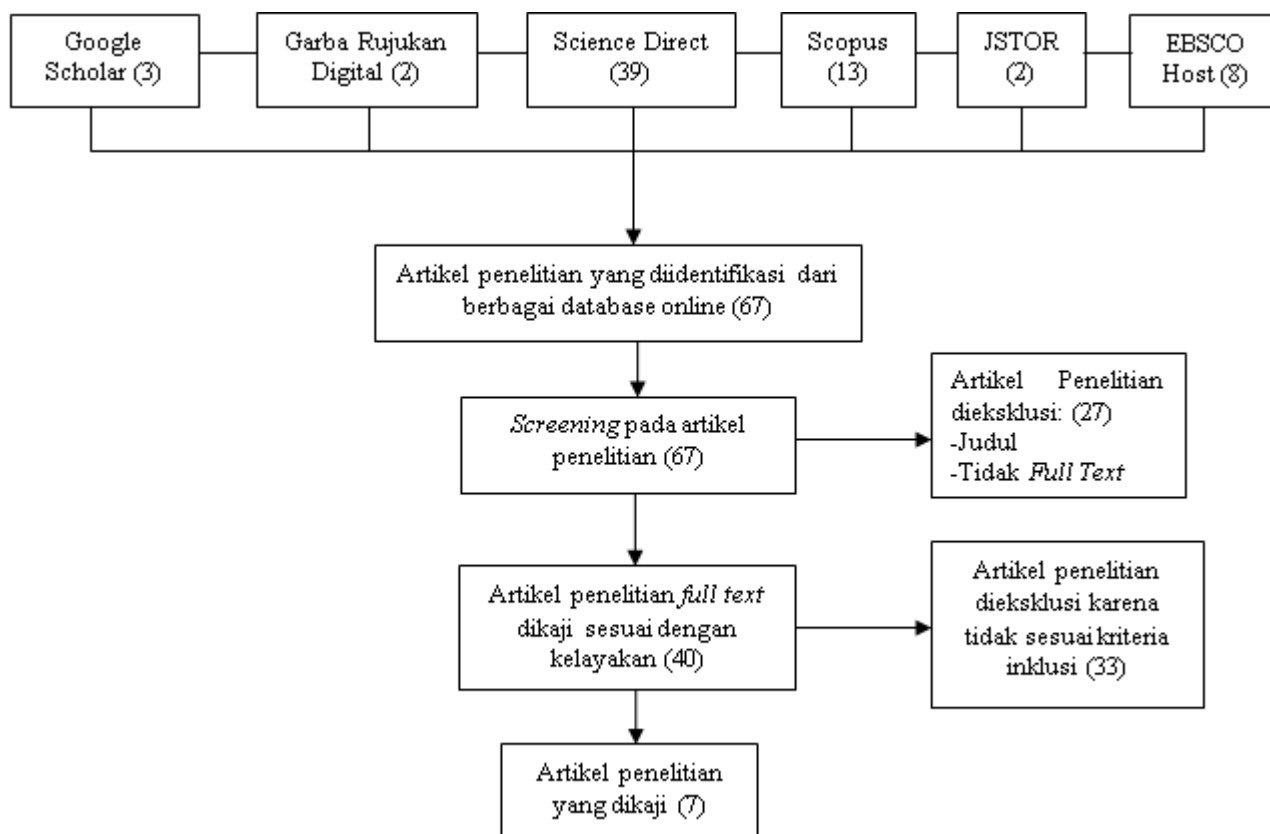 Google
Scholar (3)
Garba Rujukan
Digital (2)
Science Direct
(39)
Scopus
(13)
JSTOR
(2)
EBSCO
Host (8)
Artikel penelitian yang diidentifikasi dari
berbagai database online (67)
Screening pada artikel
penelitian (67)
Artikel Penelitian
dieksklusi: (27)
-Judul
-Tidak Full Text
Artikel penelitian full text
dikaji sesuai dengan
kelayakan (40)
Artikel penelitian
dieksklusi karena
tidak sesuai kriteria
inklusi (33)
Artikel penelitian
yang dikaji (7)